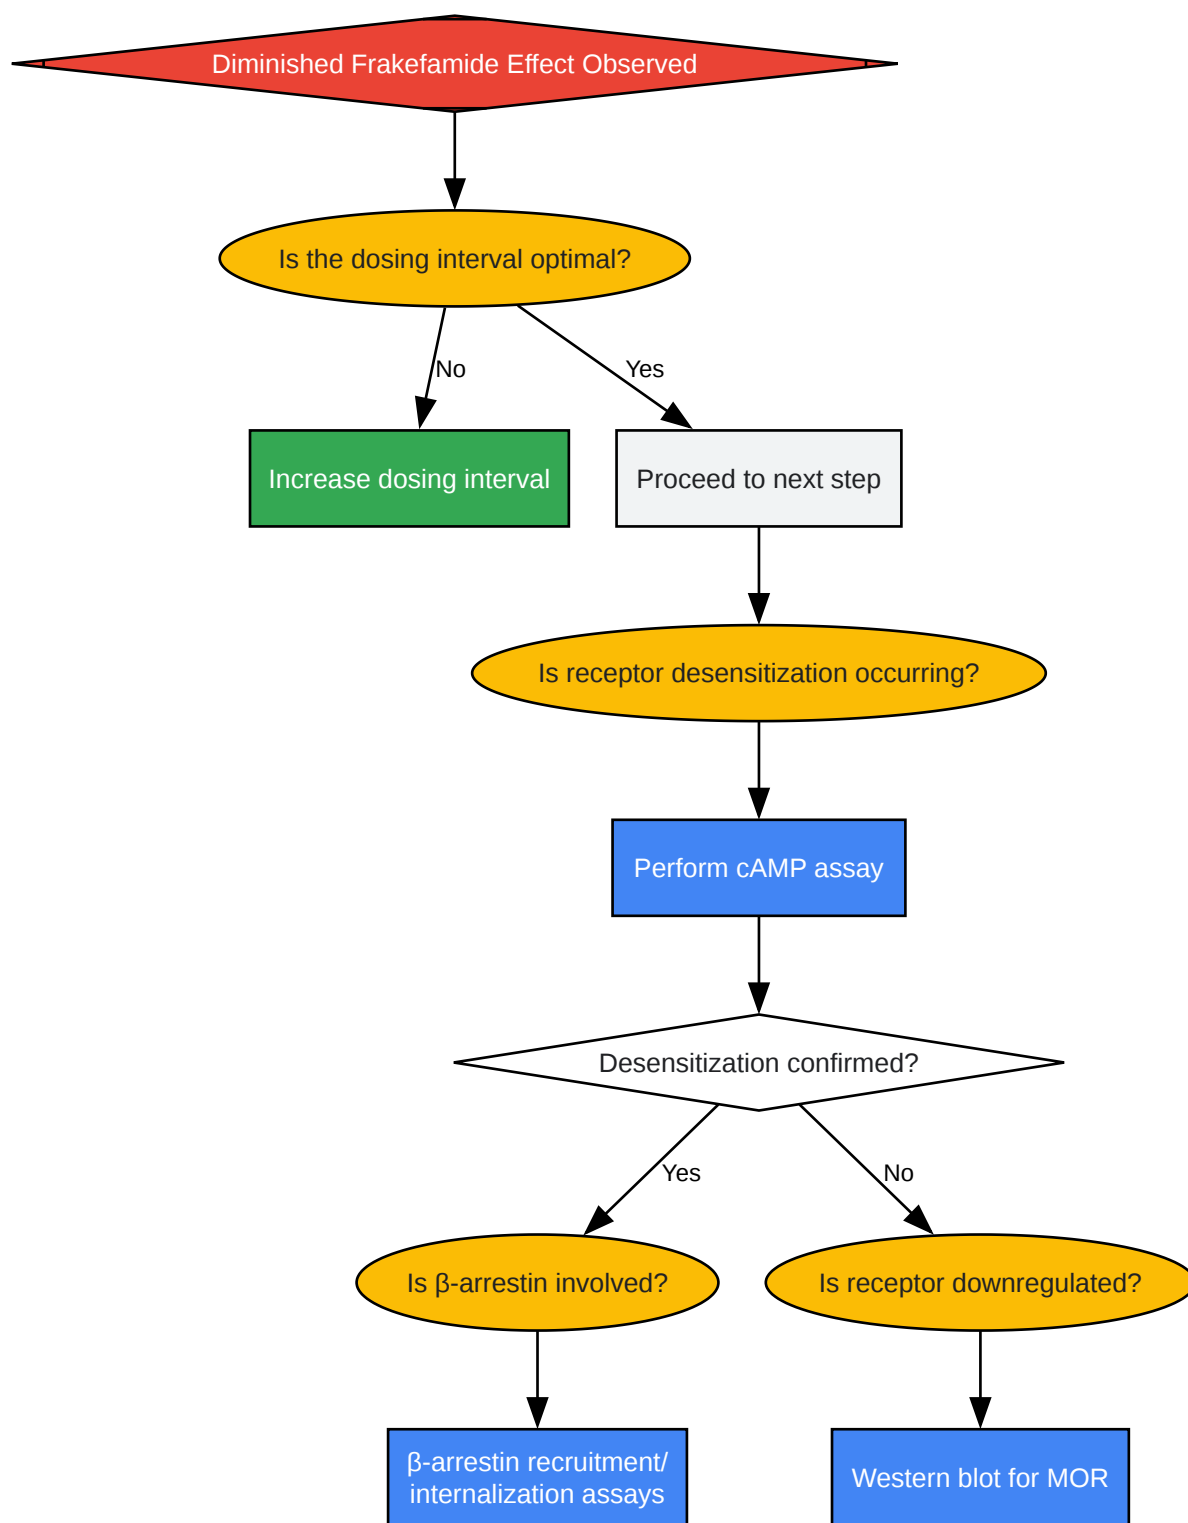 Diminished Frakefamide Effect Observed
Is the dosing interval optimal?
No
Yes
Increase dosing interval
Proceed to next step
Is receptor desensitization occurring?
Perform cAMP assay
Desensitization confirmed?
Yes
No
Is β-arrestin involved?
Is receptor downregulated?
β-arrestin recruitment/
internalization assays
Western blot for MOR